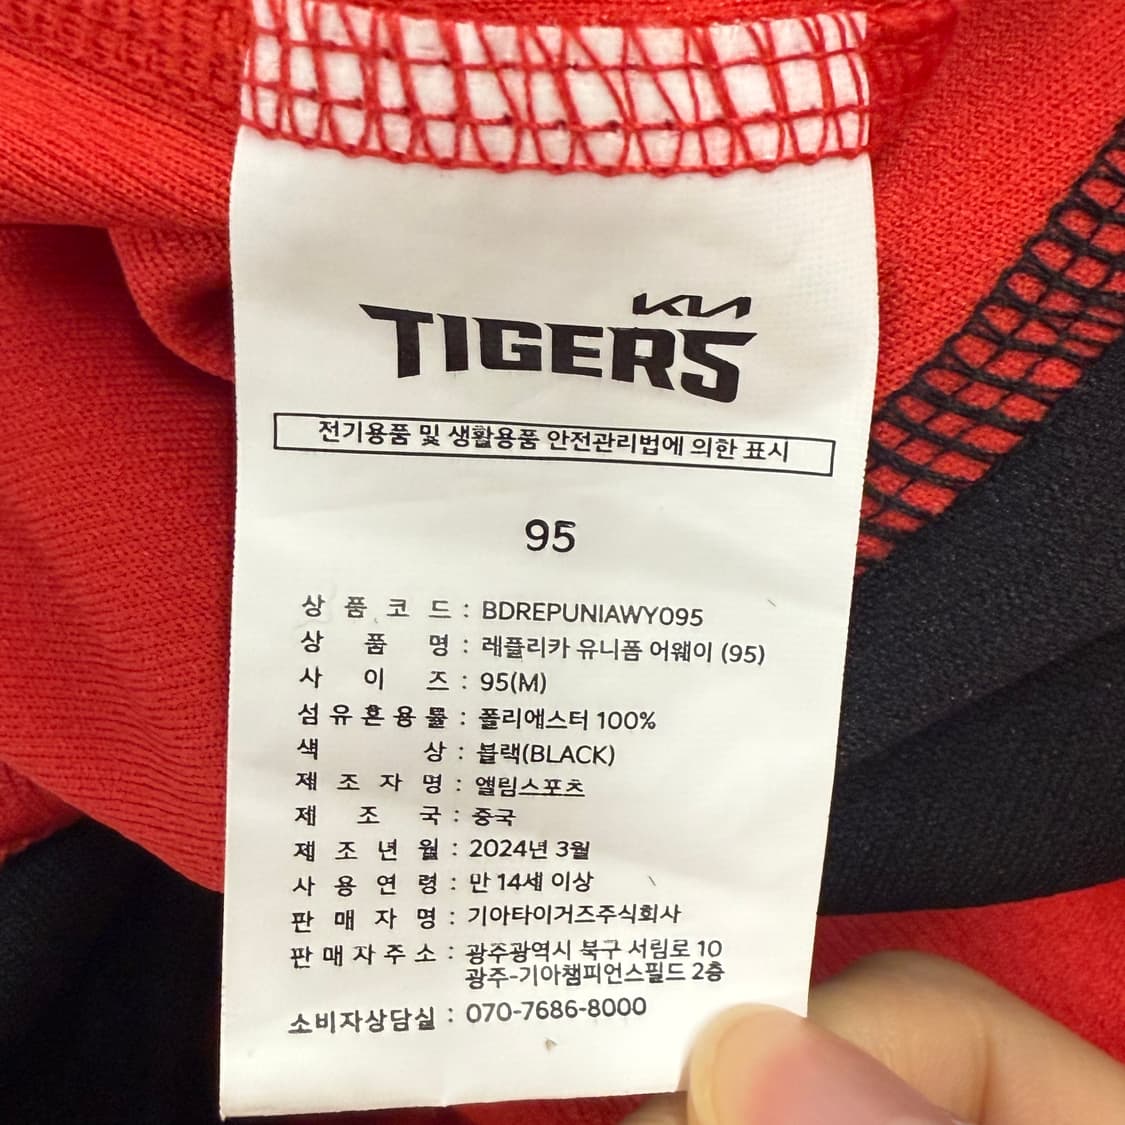 KIA
TIGERS
전기용품 및 생활용품 안전관리법에 의한 표시
95
상품코드 : BDREPUNIAWY095
상품명 : 레플리카 유니폼 어웨이 (95)
사이즈 : 95(M)
섬유혼용률 : 폴리에스터 100%
색상 : 블랙(BLACK)
제조자명 : 앨림스포츠
제조국 : 중국
제조년월 : 2024년 3월
사용연령 : 만 14세 이상
판매자명 : 기아타이거즈주식회사
판매자주소 : 광주광역시 북구 서림로 10
광주-기아챔피언스필드 2층
소비자상담실 : 070-7686-8000